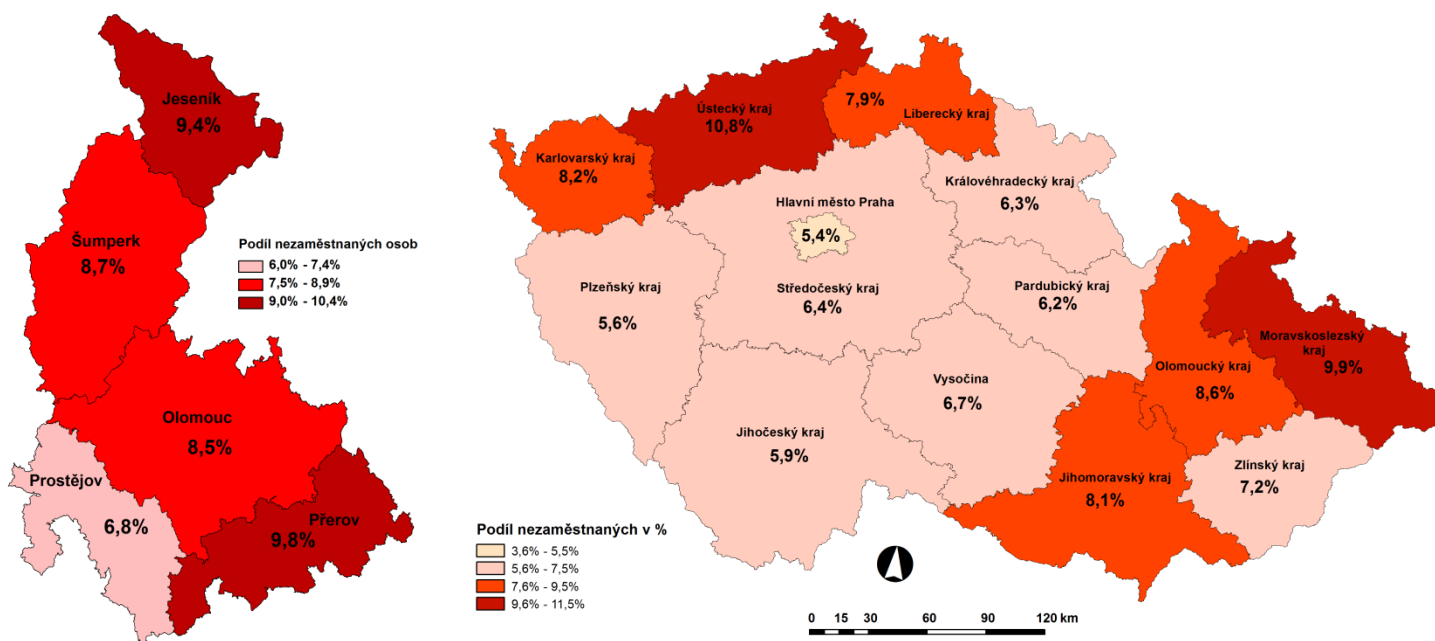 Jeseník
9,4%
Šumperk
8,7%
Podíl nezaměstnaných osob
6,0% - 7,4%
7,5% - 8,9%
9,0% - 10,4%
Olomouc
8,5%
Prostějov
6,8%
Přerov
9,8%
Ústecký kraj
10,8%
7,9%
Liberecký kraj
Karlovarský kraj
8,2%
Královéhradecký kraj
6,3%
Hlavní město Praha
5,4%
Plzeňský kraj
5,6%
Středočeský kraj
6,4%
Pardubický kraj
6,2%
Moravskoslezský
kraj
9,9%
Olomoucký kraj
8,6%
Vysočina
6,7%
Jihočeský kraj
5,9%
Jihomoravský kraj
8,1%
Zlínský kraj
7,2%
Podíl nezaměstnaných v %
3,6% - 5,5%
5,6% - 7,5%
7,6% - 9,5%
9,6% - 11,5%
0 15 30 60 90 120 km